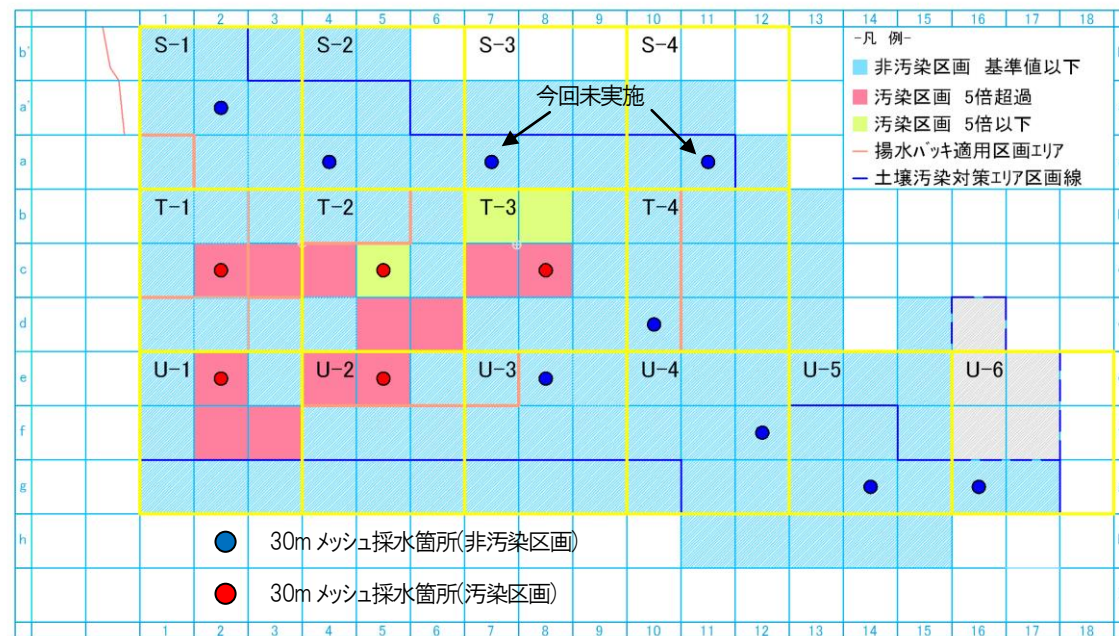 1 2 3 4 5 6 7 8 9 10 11 12 13 14 15 16 17 18
b' S-1 S-2 S-3 S-4
-凡 例-
非汚染区画 基準値以下
a' 今回未実施
汚染区画 5倍超過
汚染区画 5倍以下
a
揚水バッキ適用区画エリア
土壌汚染対策エリア区画線
b T-1 T-2 T-3 T-4
c
d
e U-1 U-2 U-3 U-4 U-5 U-6
f
g
h
30mメッシュ採水箇所(非汚染区画)
30mメッシュ採水箇所(汚染区画)
1 2 3 4 5 6 7 8 9 10 11 12 13 14 15 16 17 18